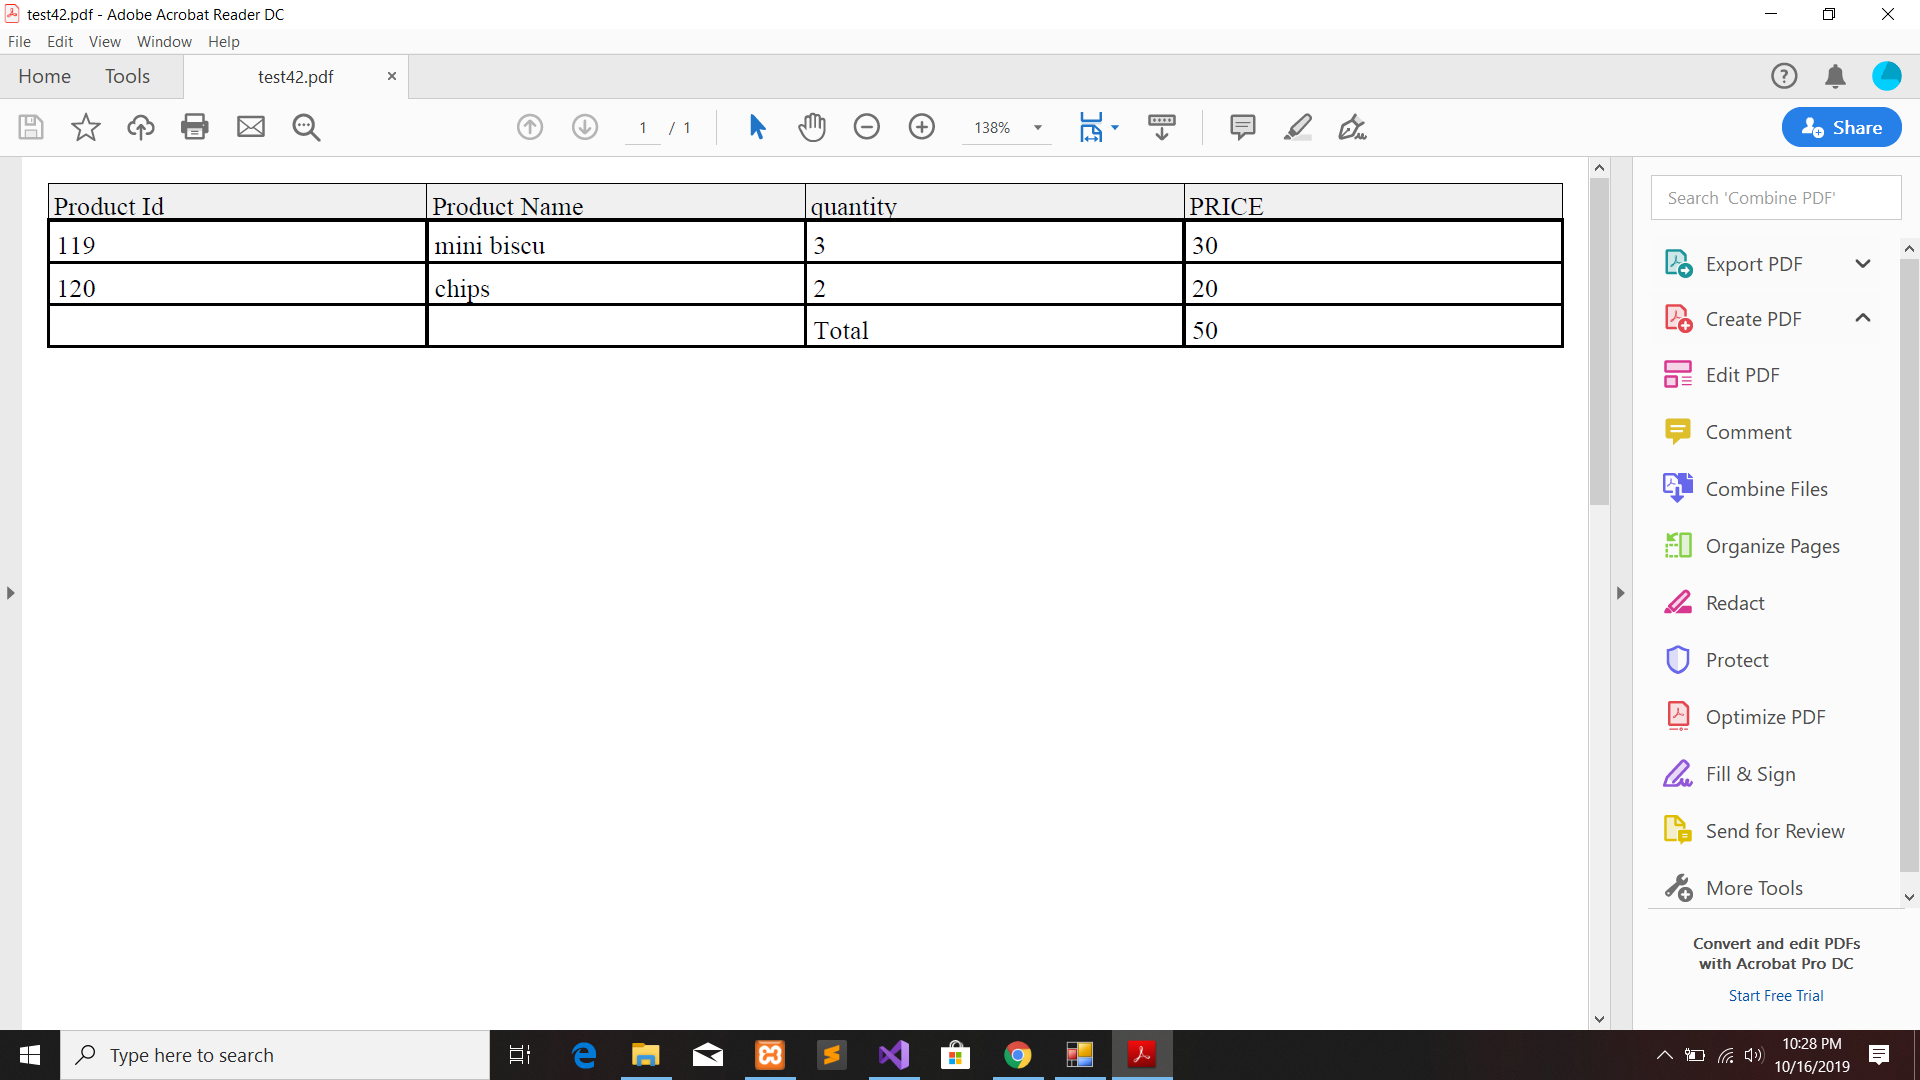 test42.pdf - Adobe Acrobat Reader DC
File Edit View Window Help
Home Tools test42.pdf
1 / 1 138% Share
Product Id Product Name quantity PRICE
119 mini biscu 3 30
120 chips 2 20
Total 50
Search 'Combine PDF'
Export PDF
Create PDF
Edit PDF
Comment
Combine Files
Organize Pages
Redact
Protect
Optimize PDF
Fill & Sign
Send for Review
More Tools
Convert and edit PDFs
with Acrobat Pro DC
Start Free Trial
Type here to search
10:28 PM
10/16/2019